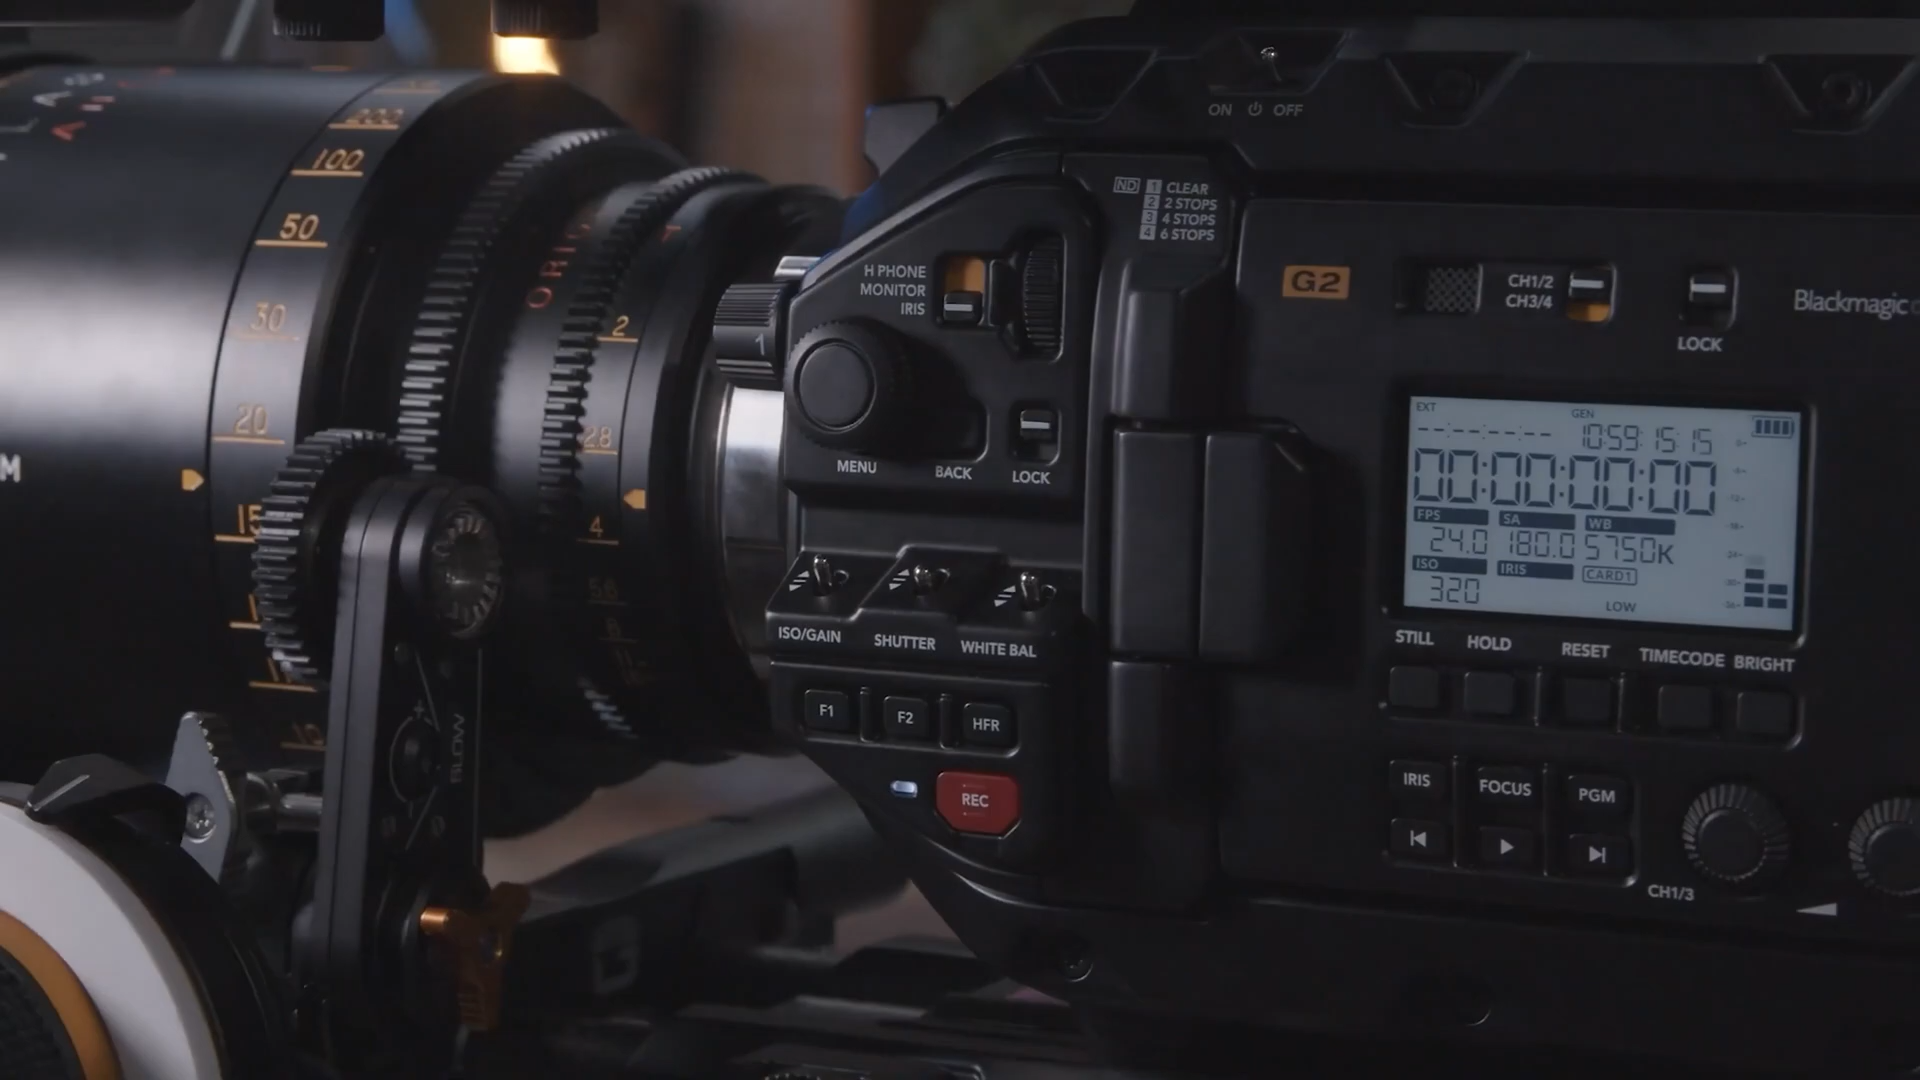 ON OFF
ND 1 CLEAR
2 2 STOPS
3 4 STOPS
4 6 STOPS
200
100
50
30
20
15
M
2
28
4
56
8
1
H PHONE
MONITOR
IRIS
MENU
BACK
LOCK
G2
CH1/2
CH3/4
LOCK
Blackmagic
EXT
GEN
--:--:--:--
10:59:15:15
00:00:00:00
FPS SA WB
24.0 180.0 5750K
ISO IRIS CARD1
320
LOW
ISO/GAIN
SHUTTER
WHITE BAL
F1
F2
HFR
REC
STILL HOLD RESET TIMECODE BRIGHT
IRIS FOCUS PGM
CH1/3